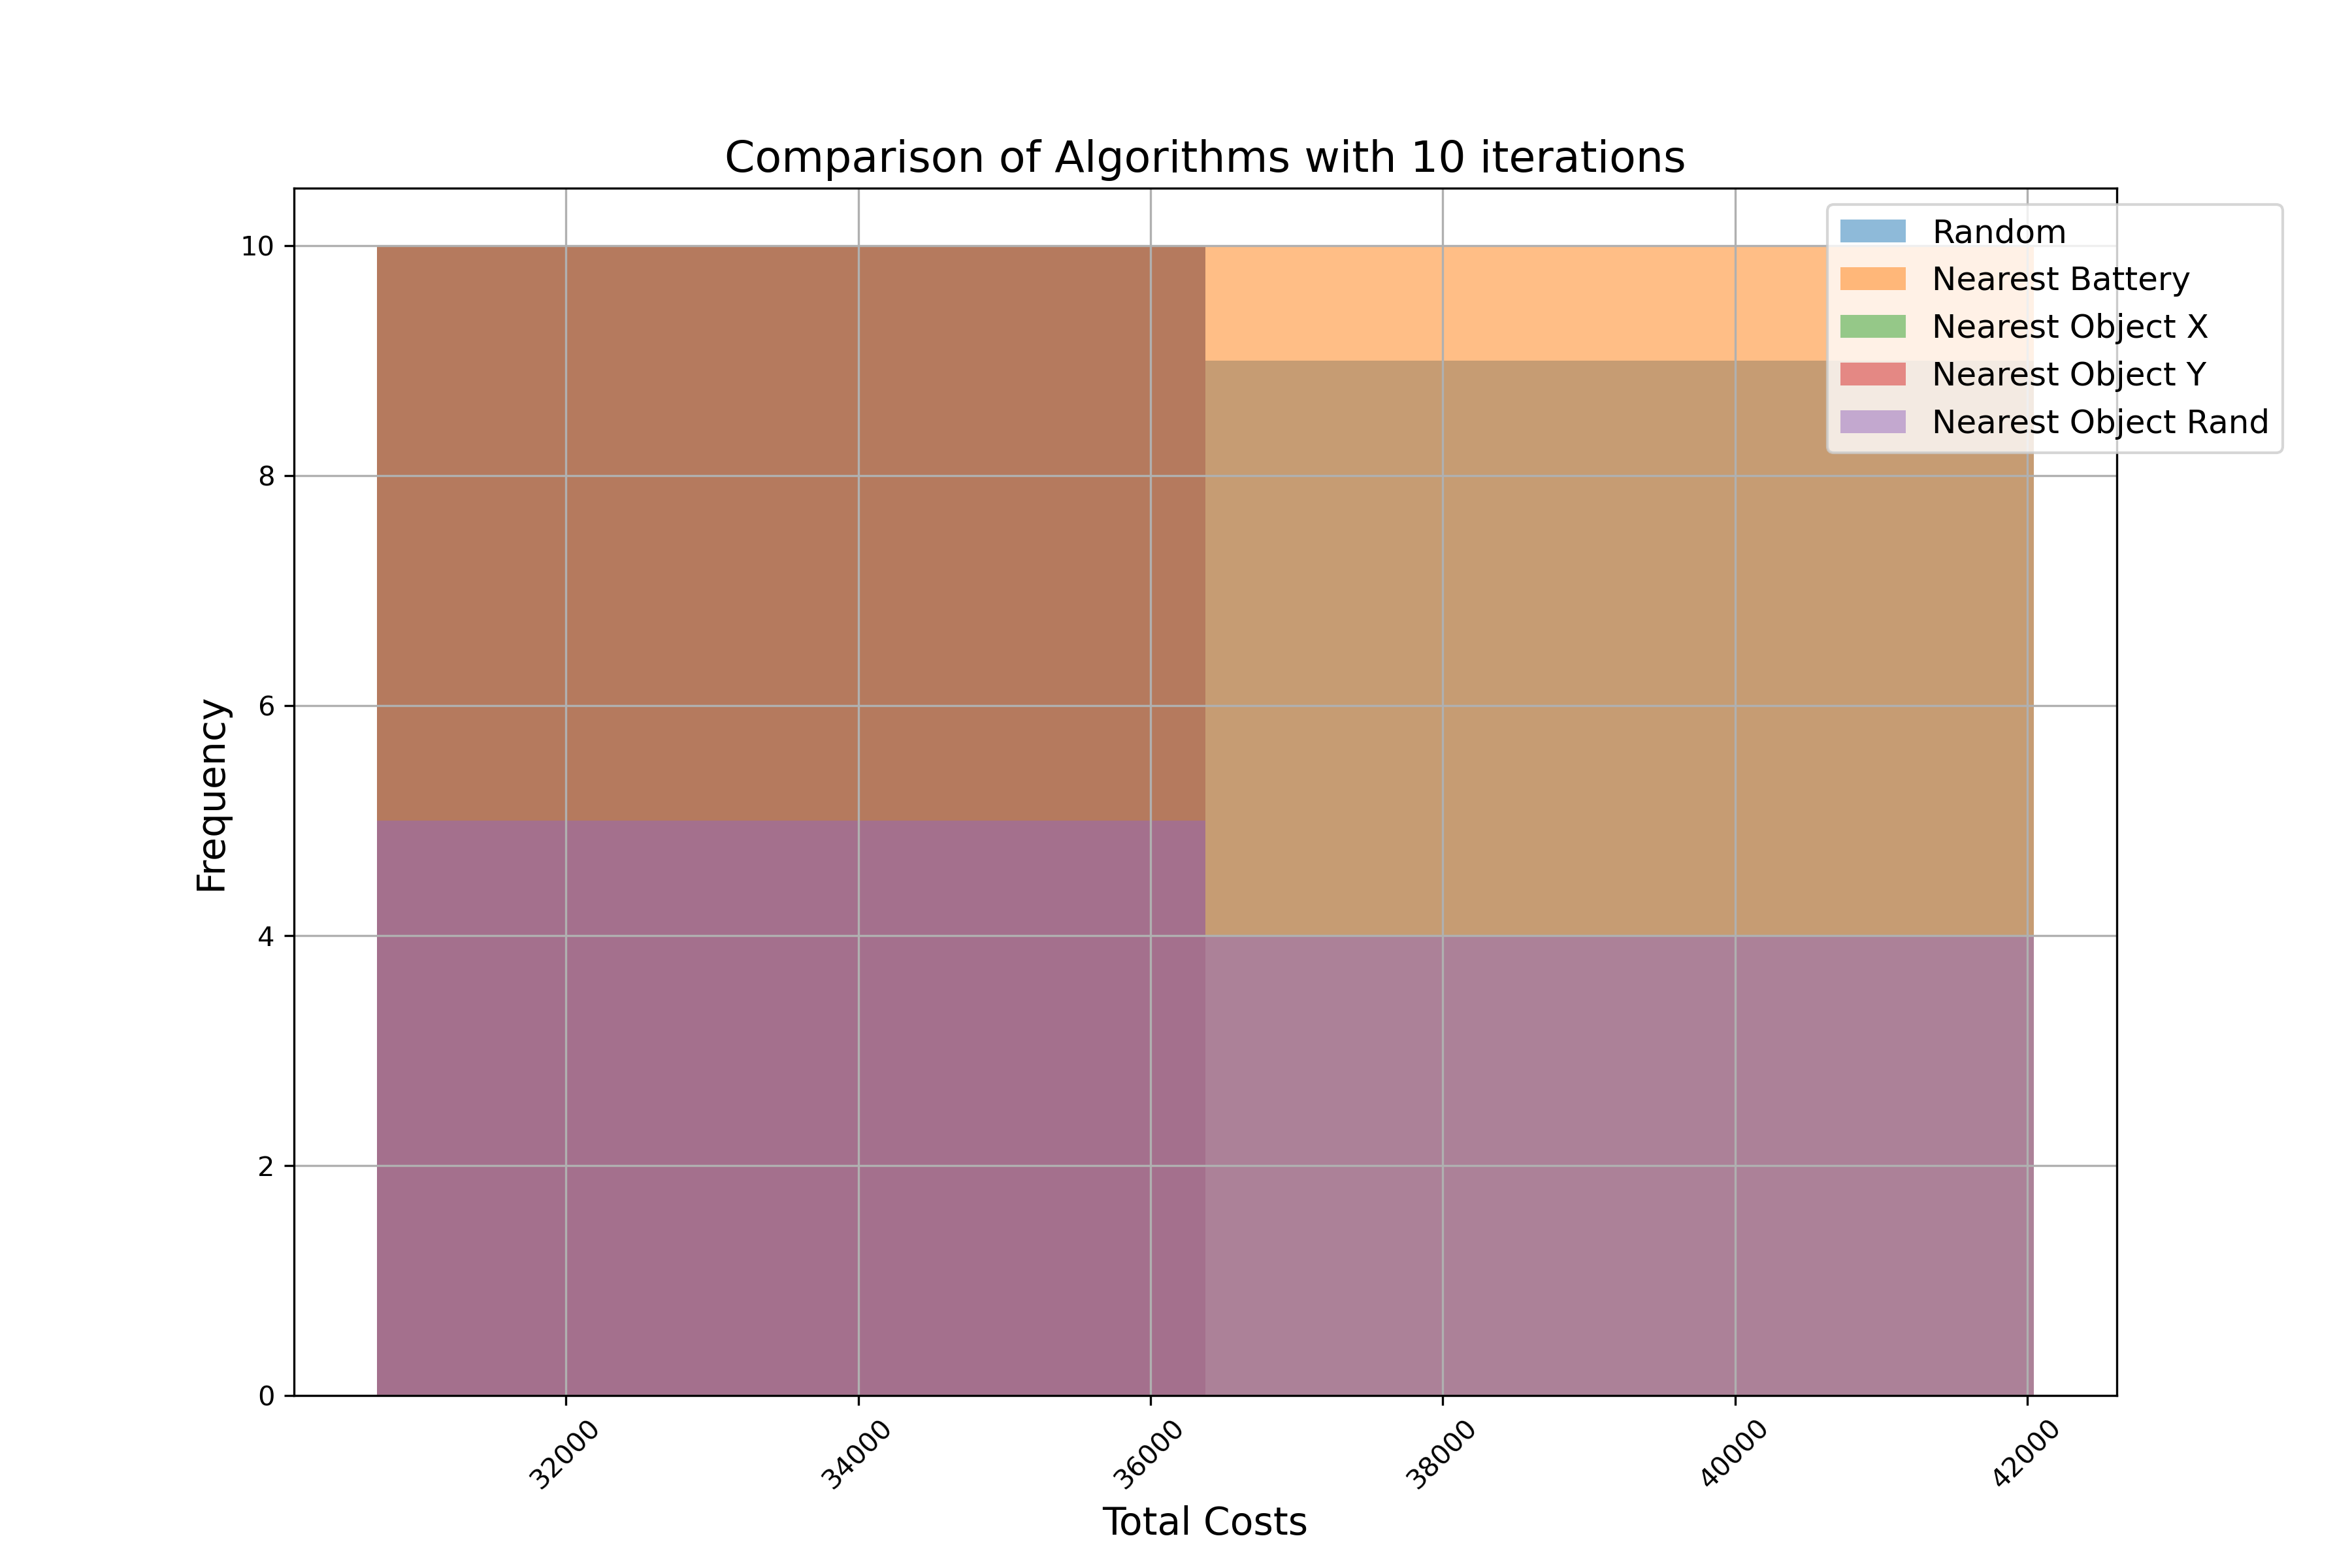 Comparison of Algorithms with 10 iterations
Random
Nearest Battery
Nearest Object X
Nearest Object Y
Nearest Object Rand
10
8
6
4
2
0
Frequency
32000
34000
36000
38000
40000
42000
Total Costs